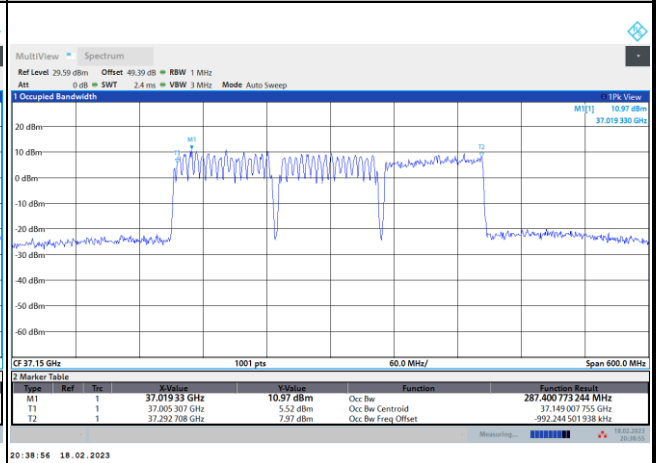 MultiView Spectrum
Ref Level 29.59 dBm Offset 49.39 dB RBW 1 MHz
Att 0 dB SWT 2.4 ms VBW 3 MHz Mode Auto Sweep
1 Occupied Bandwidth 1Pk View
M1[1] 10.97 dBm
37.019 330 GHz
20 dBm
M1
T2
T1
10 dBm
0 dBm
-10 dBm
-20 dBm
-30 dBm
-40 dBm
-50 dBm
-60 dBm
CF 37.15 GHz 1001 pts 60.0 MHz/ Span 600.0 MHz
2 Marker Table
Type Ref Trc X-Value Y-Value Function Function Result
M1 1 37.019 33 GHz 10.97 dBm Occ Bw 287.400 773 244 MHz
T1 1 37.005 307 GHz 5.52 dBm Occ Bw Centroid 37.149 007 755 GHz
T2 1 37.292 708 GHz 7.97 dBm Occ Bw Freq Offset -992.244 501 938 kHz
Measuring... 18.02.2023
20:38:55
20:38:56 18.02.2023